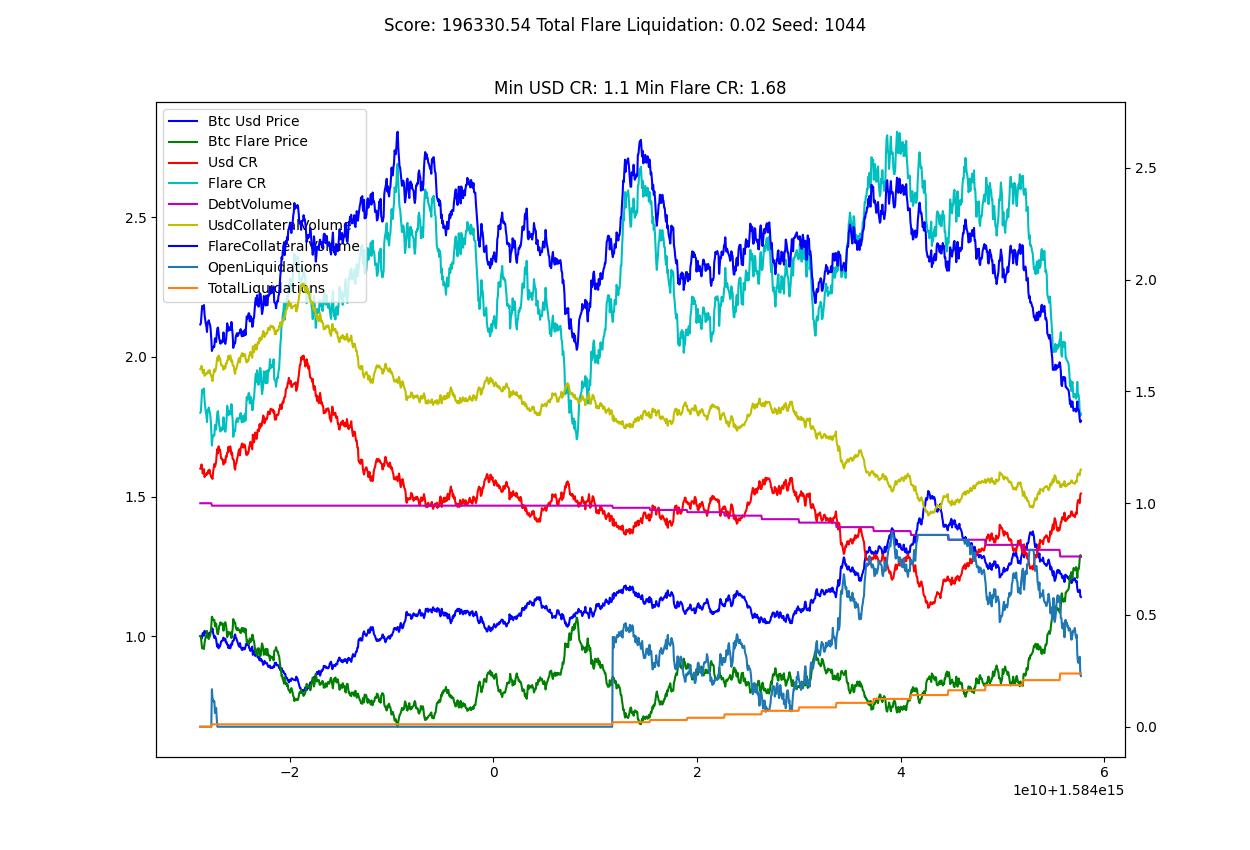 Score: 196330.54 Total Flare Liquidation: 0.02 Seed: 1044
Min USD CR: 1.1 Min Flare CR: 1.68
Btc Usd Price
Btc Flare Price
Usd CR
Flare CR
DebtVolume
UsdCollateralVolume
FlareCollateralVolume
OpenLiquidations
TotalLiquidations
2.5
2.0
1.5
1.0
2.5
2.0
1.5
1.0
0.5
0.0
−2
0
2
4
6
1e10+1.584e15